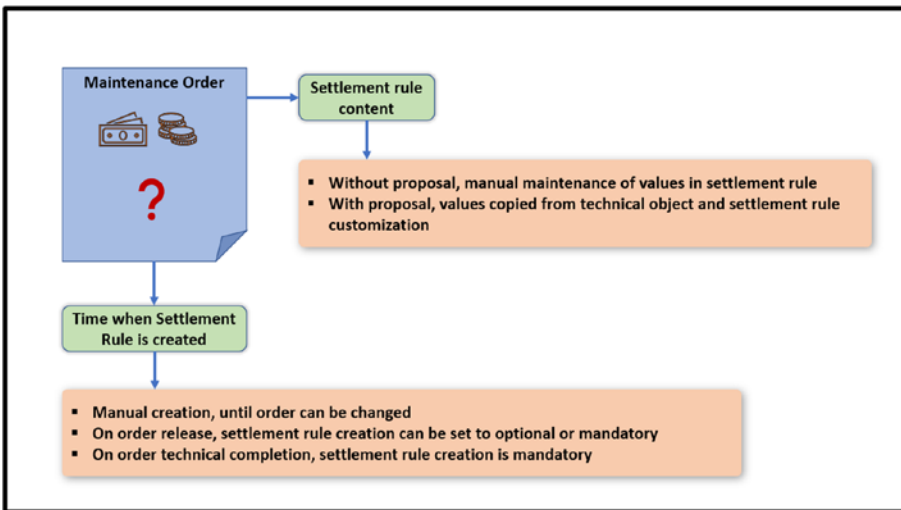 Maintenance Order
?
Settlement rule
content
▪ Without proposal, manual maintenance of values in settlement rule
▪ With proposal, values copied from technical object and settlement rule
customization
Time when Settlement
Rule is created
▪ Manual creation, until order can be changed
▪ On order release, settlement rule creation can be set to optional or mandatory
▪ On order technical completion, settlement rule creation is mandatory